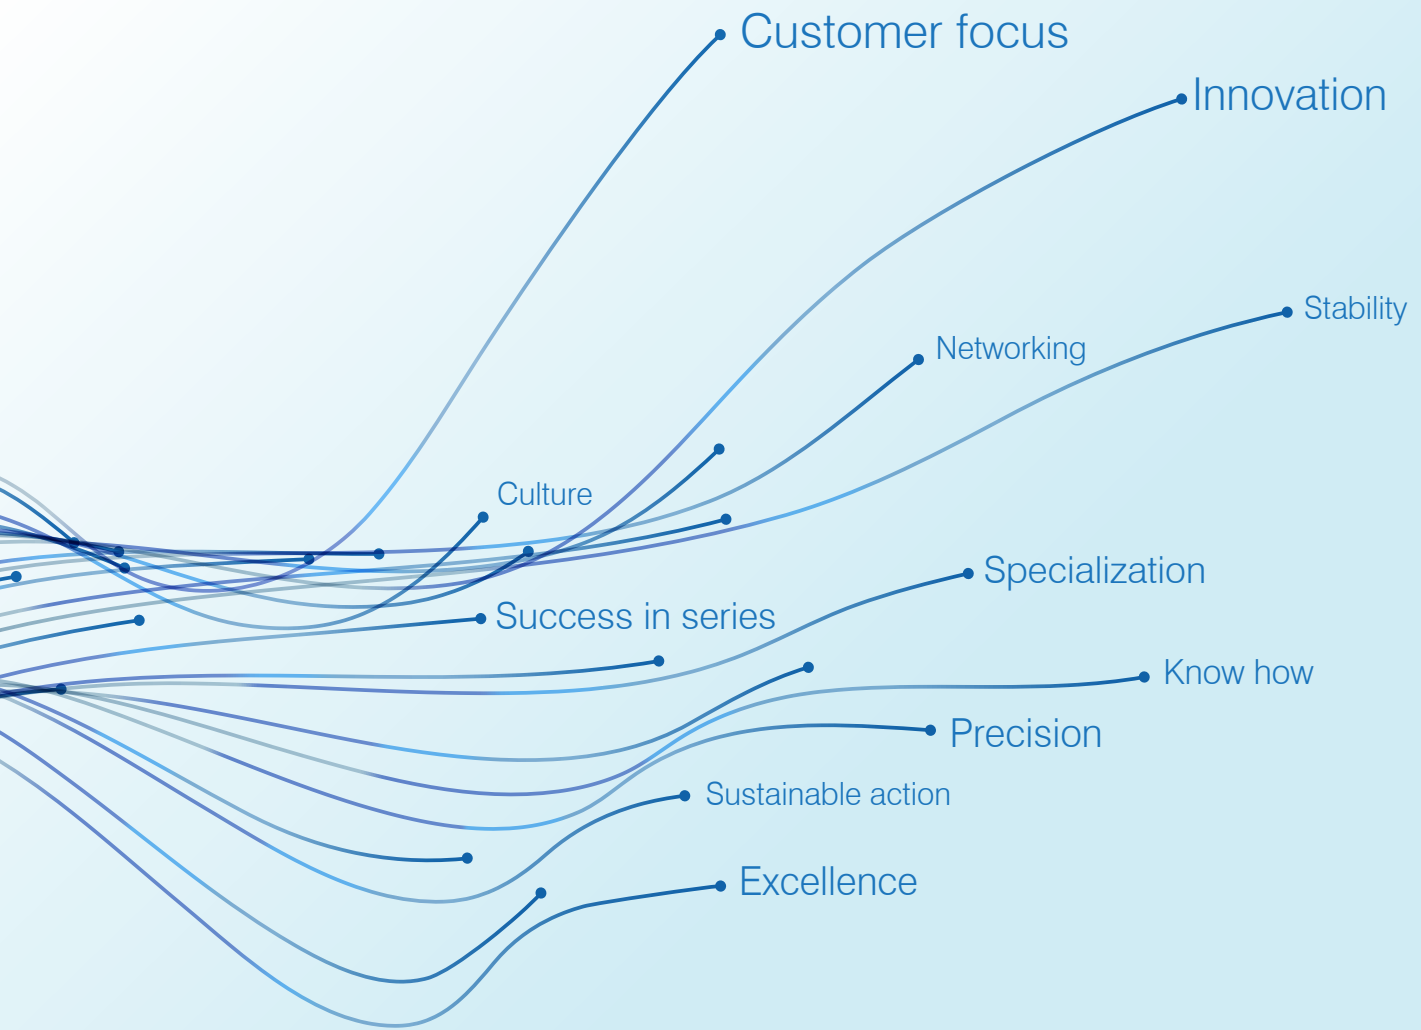 Customer focus
Innovation
Stability
Networking
Culture
Specialization
Success in series
Know how
Precision
Sustainable action
Excellence